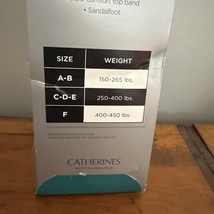 comfort top band
• Sandalfoot
SIZE WEIGHT
A-B 150-265 lbs.
C-D-E 250-400 lbs.
F 400-450 lbs.
CATHERINES